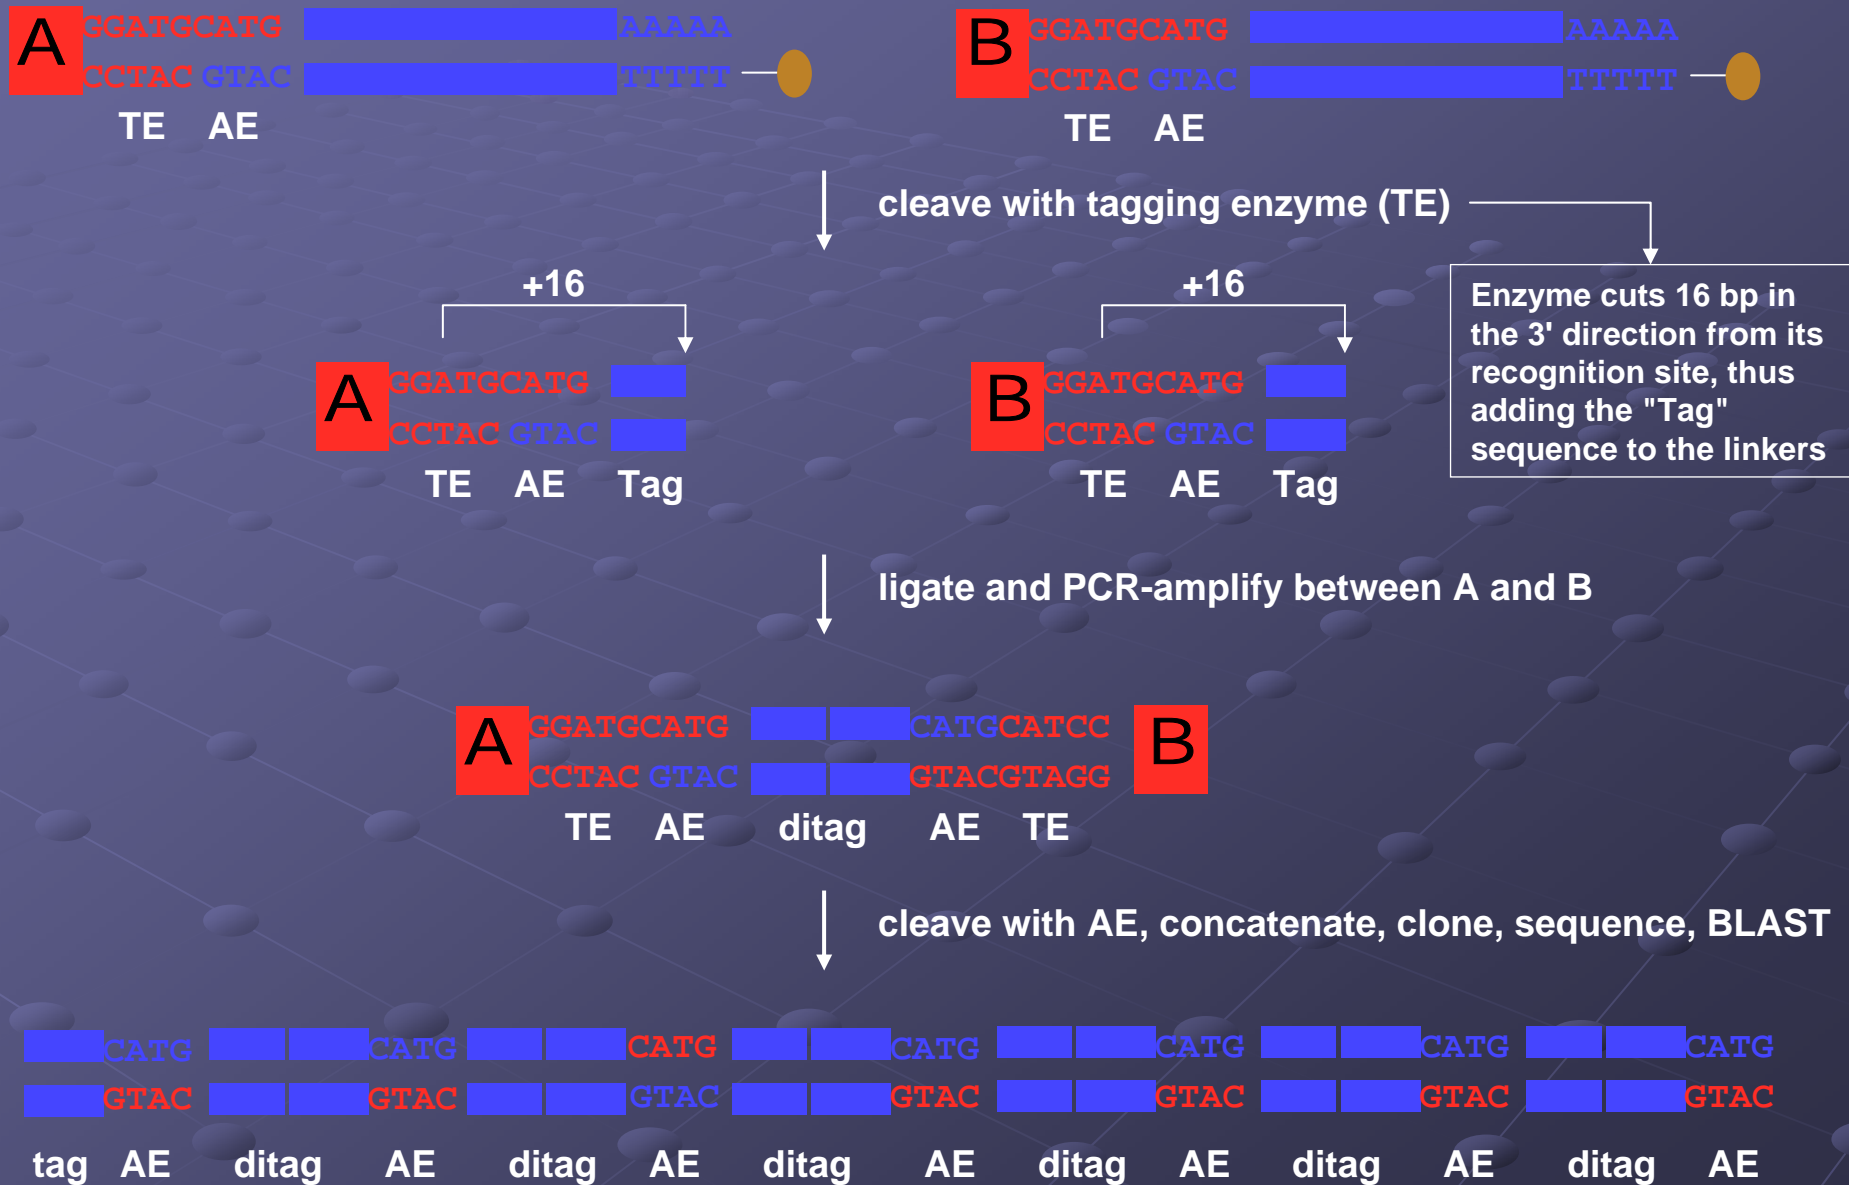 A GGATGCATG AAAAA
CCTAC GTAC TTTTT
TE AE
B GGATGCATG AAAAA
CCTAC GTAC TTTTT
TE AE
cleave with tagging enzyme (TE)
+16
A GGATGCATG
CCTAC GTAC
TE AE Tag
+16
B GGATGCATG
CCTAC GTAC
TE AE Tag
Enzyme cuts 16 bp in
the 3' direction from its
recognition site, thus
adding the "Tag"
sequence to the linkers
ligate and PCR-amplify between A and B
A GGATGCATG CATGCATCC B
CCTAC GTAC GTACGTAGG
TE AE ditag AE TE
cleave with AE, concatenate, clone, sequence, BLAST
CATG CATG CATG CATG CATG CATG CATG
GTAC GTAC GTAC GTAC GTAC GTAC GTAC
tag AE ditag AE ditag AE ditag AE ditag AE ditag AE ditag AE